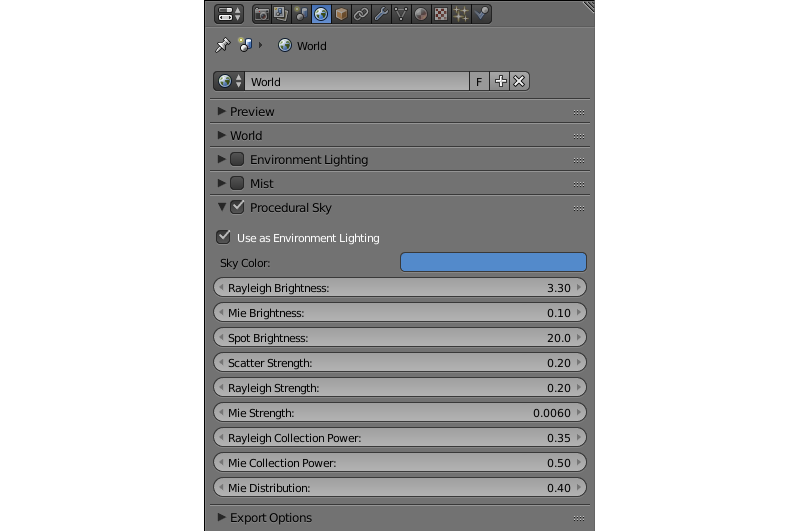 World
World F
Preview
World
Environment Lighting
Mist
Procedural Sky
Use as Environment Lighting
Sky Color:
Rayleigh Brightness: 3.30
Mie Brightness: 0.10
Spot Brightness: 20.0
Scatter Strength: 0.20
Rayleigh Strength: 0.20
Mie Strength: 0.0060
Rayleigh Collection Power: 0.35
Mie Collection Power: 0.50
Mie Distribution: 0.40
Export Options